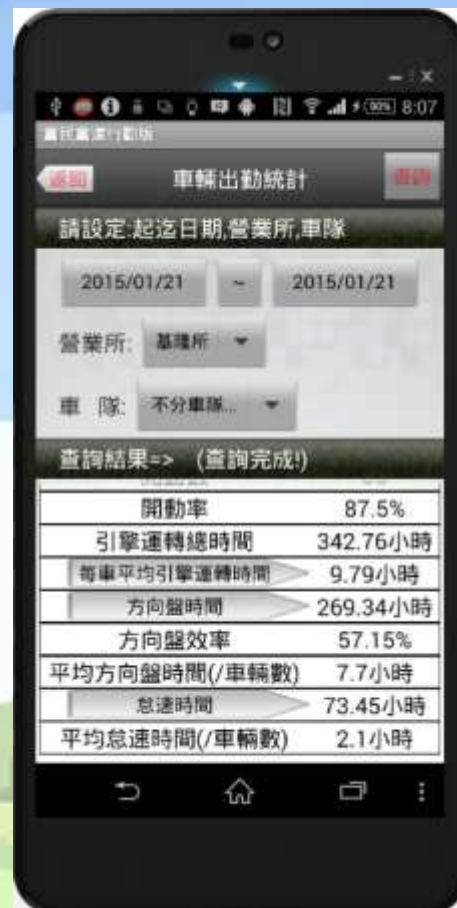 90% 8:07
返回 車輛出勤統計 查詢
請設定:起迄日期,營業所,車隊
2015/01/21 ~ 2015/01/21
營業所: 基隆所
車 隊: 不分車隊...
查詢結果=> (查詢完成!)
開動率 87.5%
引擎運轉總時間 342.76小時
每車平均引擎運轉時間 9.79小時
方向盤時間 269.34小時
方向盤效率 57.15%
平均方向盤時間(/車輛數) 7.7小時
怠速時間 73.45小時
平均怠速時間(/車輛數) 2.1小時